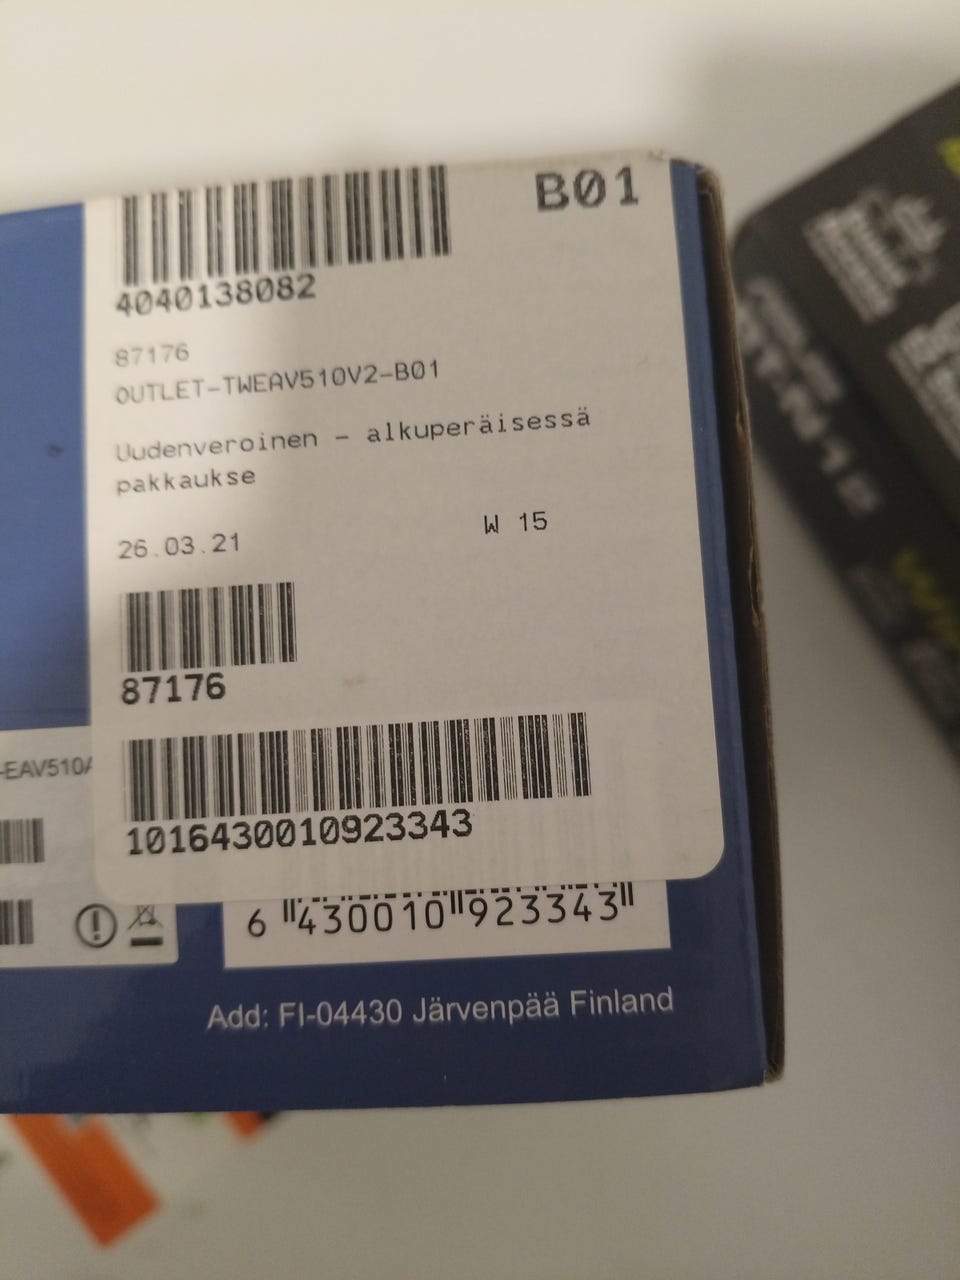 B01
4040138082
87176
OUTLET-TWEAV510V2-B01
Uudenveroinen - alkuperäisessä
pakkaukse
26.03.21
W 15
87176
-EAV510A
1016430010923343
6 430010 923343
Add: FI-04430 Järvenpää Finland